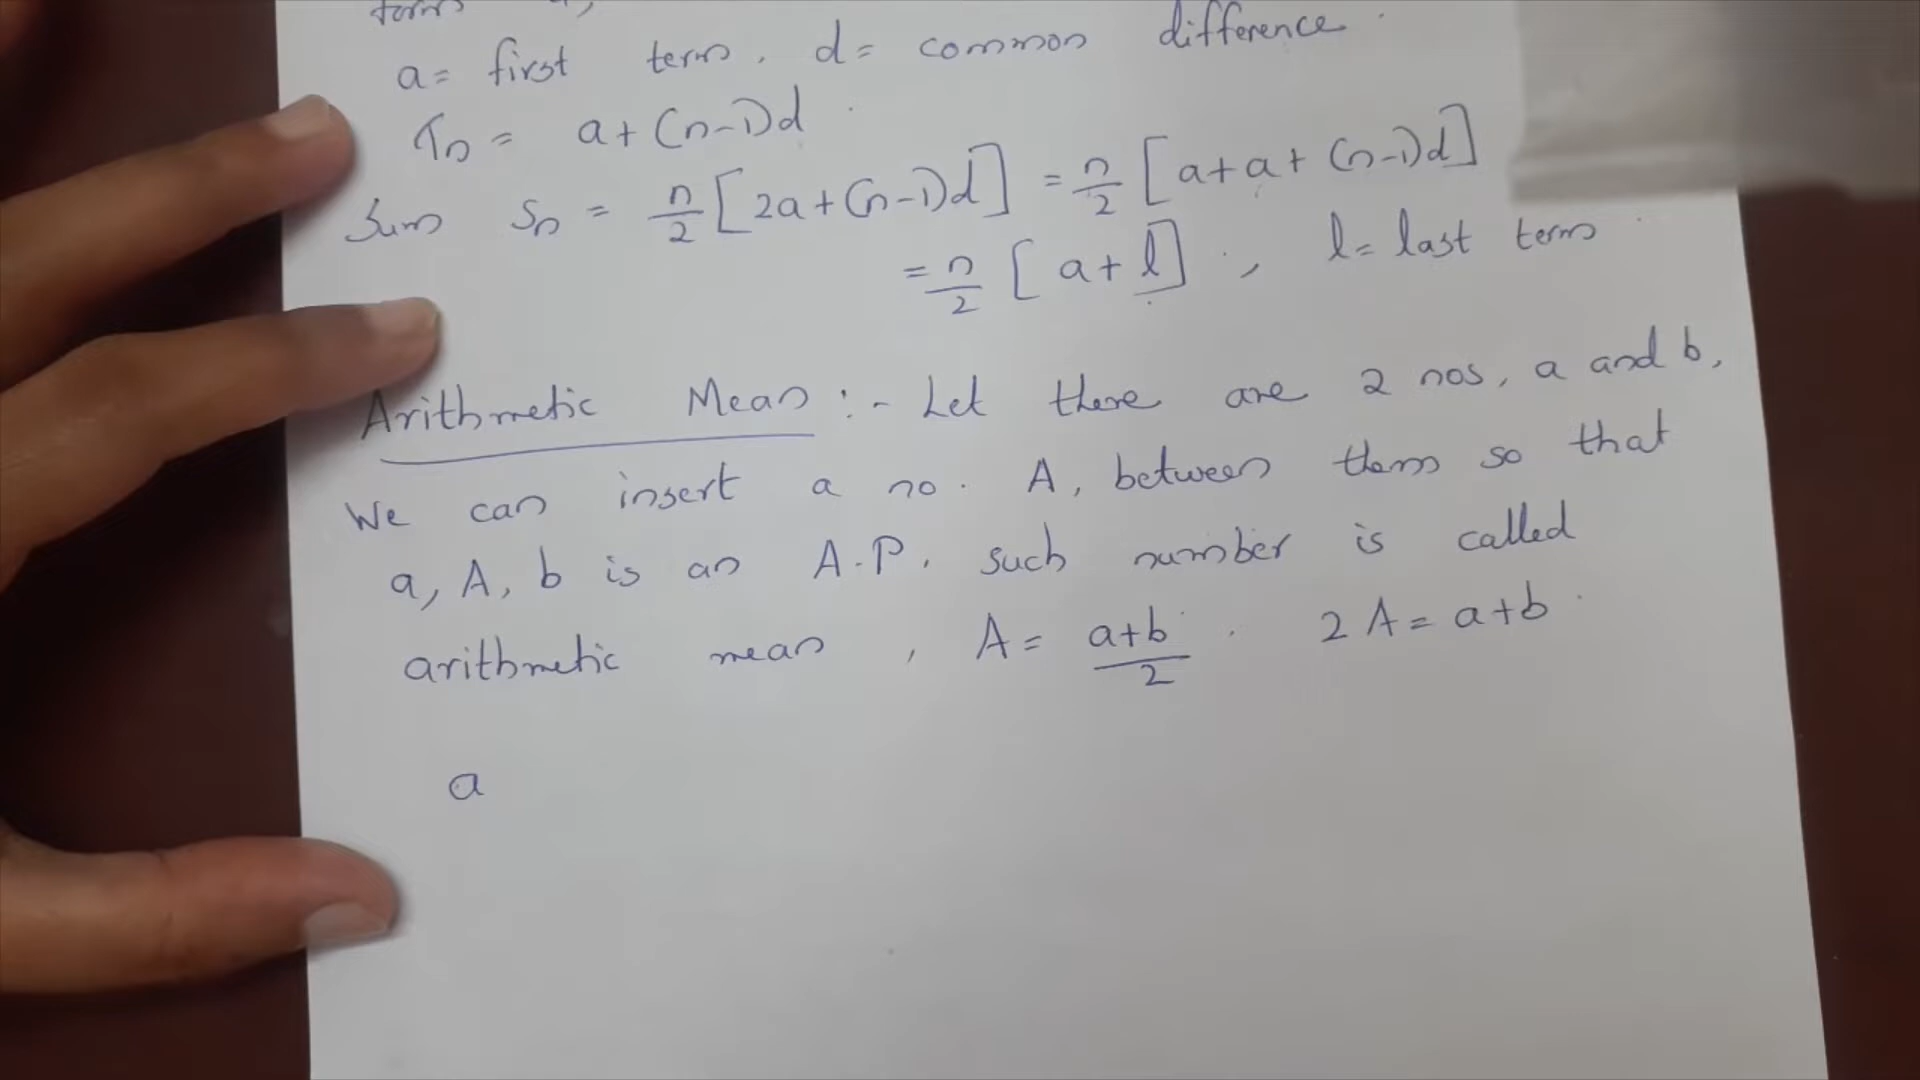 term
a= first term, d= common difference.
Tn = a+(n-1)d.
Sum Sn = n/2 [2a+(n-1)d] = n/2 [a+a+(n-1)d]
= n/2 [a+l], l= last term.
Arithmetic Mean :- Let there are 2 nos, a and b,
We can insert a no. A, between them so that
a, A, b is an A.P. such number is called
arithmetic mean, A= a+b/2. 2A= a+b.
a